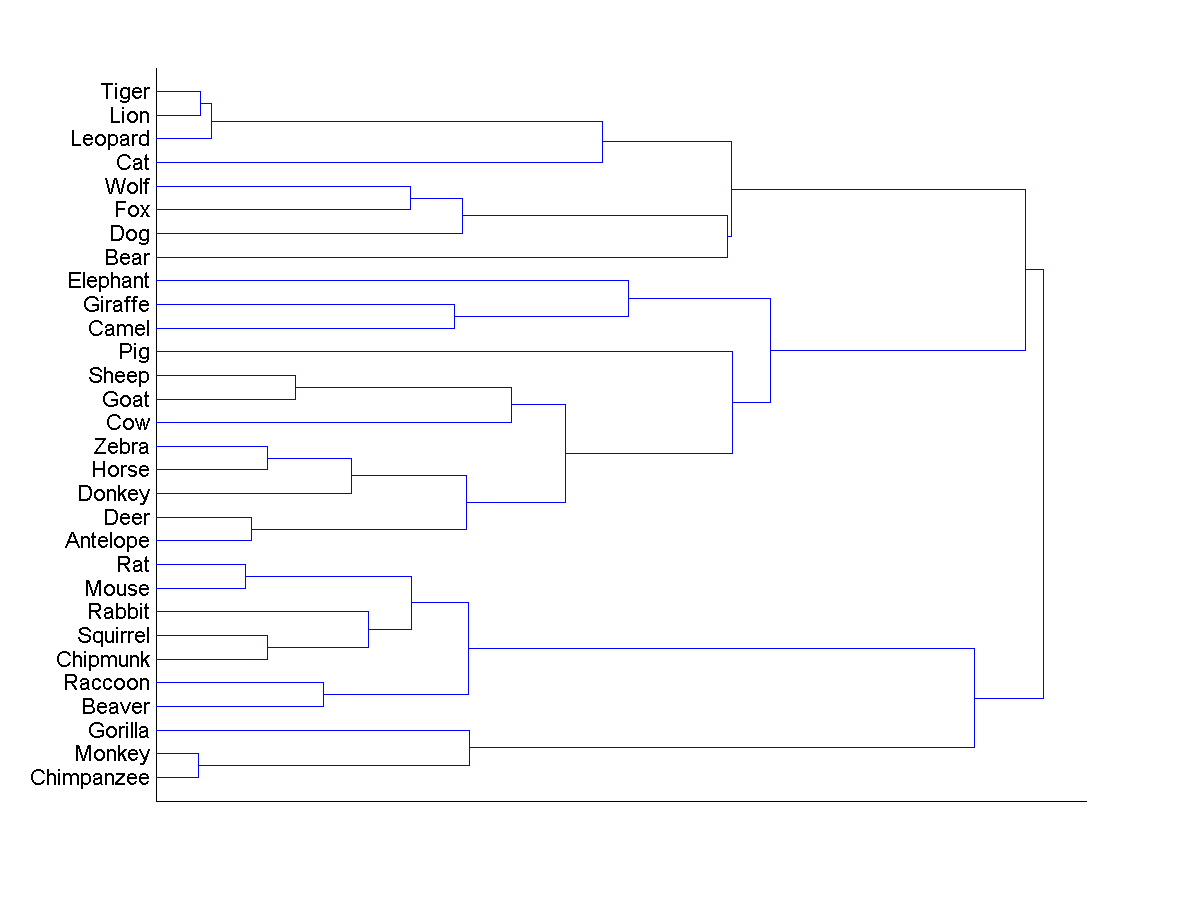 Tiger
Lion
Leopard
Cat
Wolf
Fox
Dog
Bear
Elephant
Giraffe
Camel
Pig
Sheep
Goat
Cow
Zebra
Horse
Donkey
Deer
Antelope
Rat
Mouse
Rabbit
Squirrel
Chipmunk
Raccoon
Beaver
Gorilla
Monkey
Chimpanzee